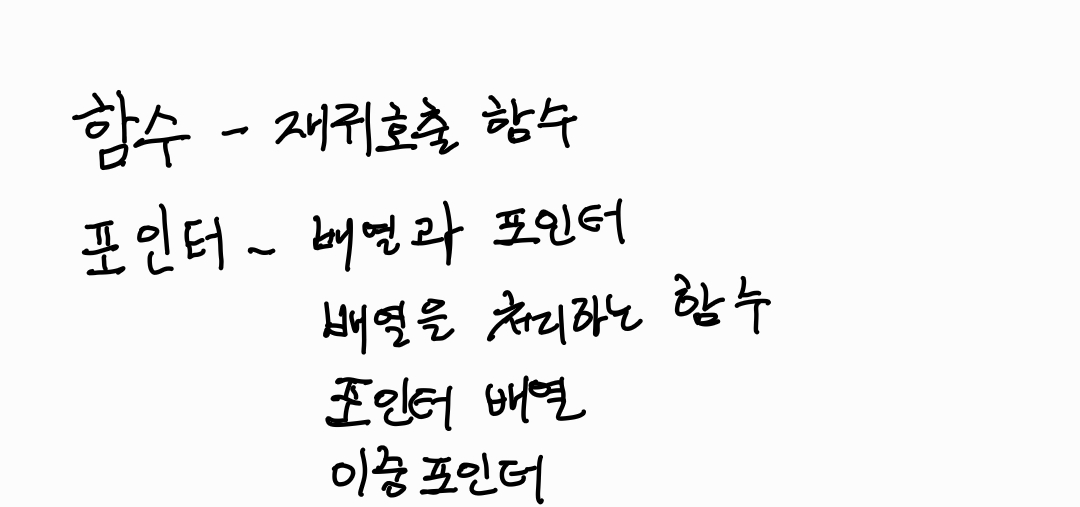 함수 - 재귀호출 함수
포인터 ~ 배열과 포인터
배열을 처리하는 함수
포인터 배열
이중포인터